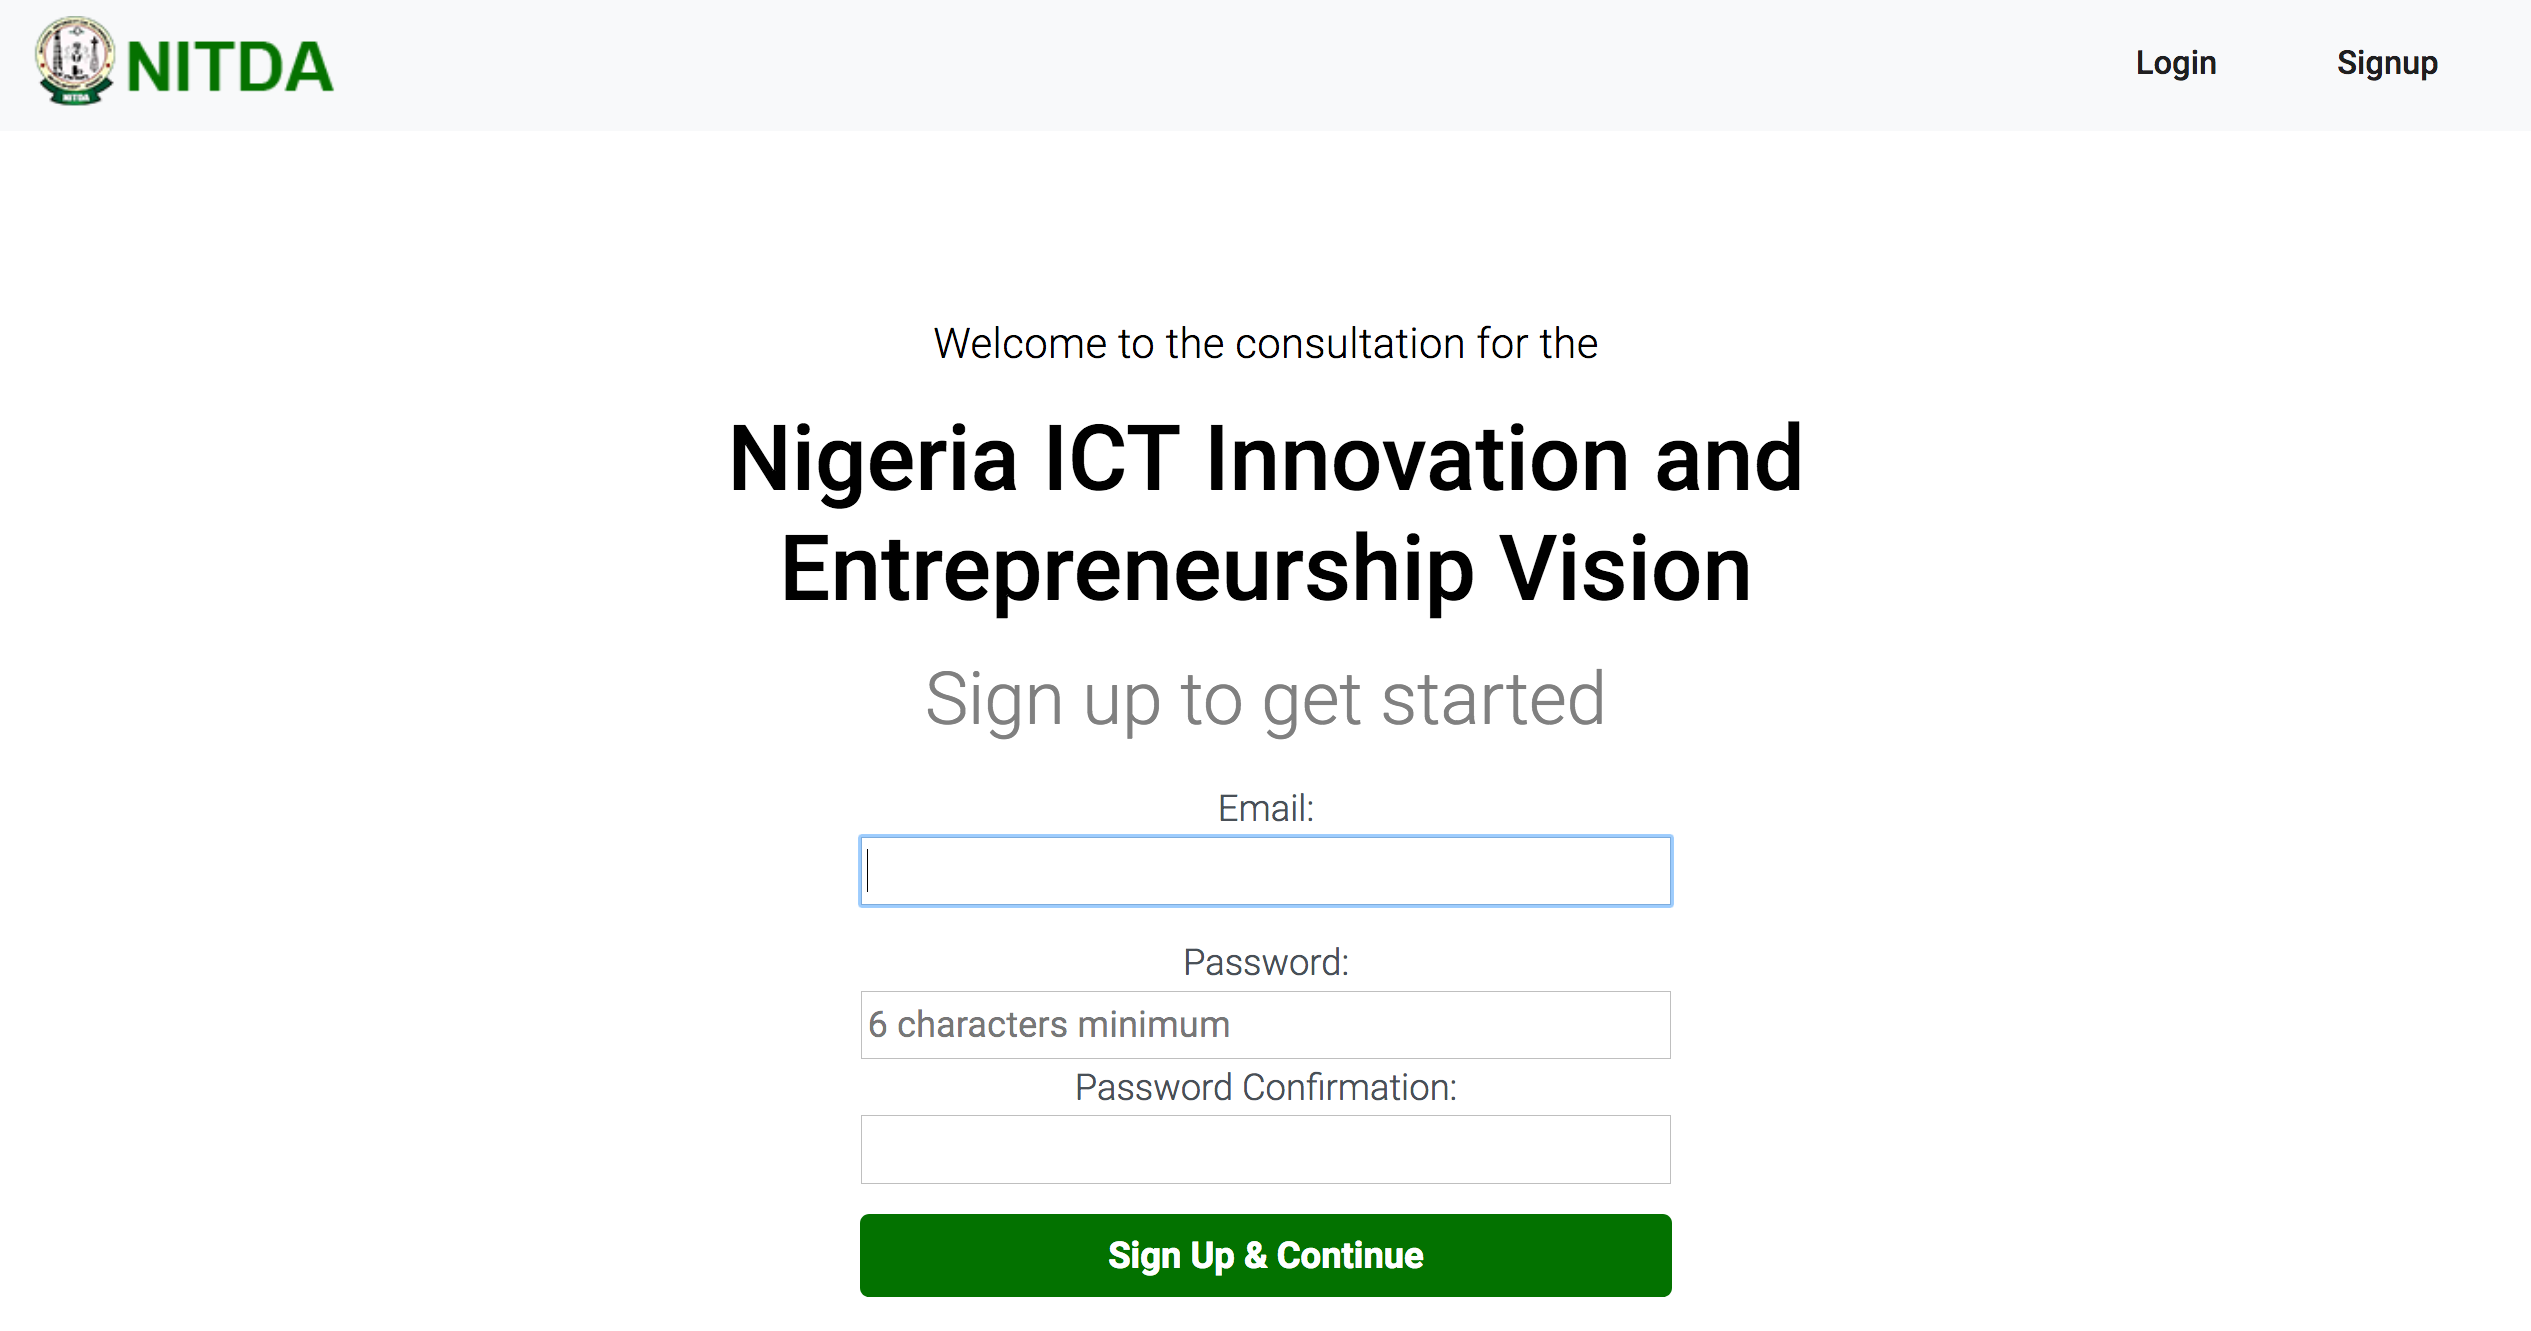 NITDA
NITDA
Login
Signup
Welcome to the consultation for the
Nigeria ICT Innovation and
Entrepreneurship Vision
Sign up to get started
Email:
Password:
6 characters minimum
Password Confirmation:
Sign Up & Continue